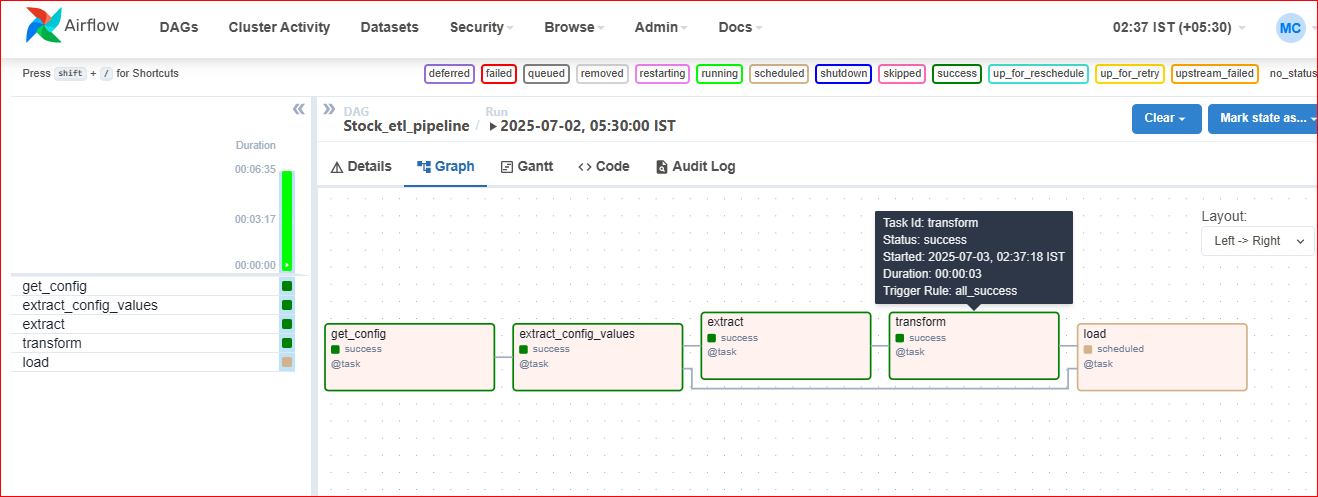 Airflow DAGs Cluster Activity Datasets Security Browse Admin Docs 02:37 IST (+05:30) MC
Press shift + / for Shortcuts deferred failed queued removed restarting running scheduled shutdown skipped success up_for_reschedule up_for_retry upstream_failed no_status
DAG Run
Stock_etl_pipeline / 2025-07-02, 05:30:00 IST Clear Mark state as...
Details Graph Gantt Code Audit Log
Duration
00:06:35
00:03:17
00:00:00
get_config
extract_config_values
extract
transform
load
Layout:
Left -> Right
Task Id: transform
Status: success
Started: 2025-07-03, 02:37:18 IST
Duration: 00:00:03
Trigger Rule: all_success
get_config
success
@task
extract_config_values
success
@task
extract
success
@task
transform
success
@task
load
scheduled
@task